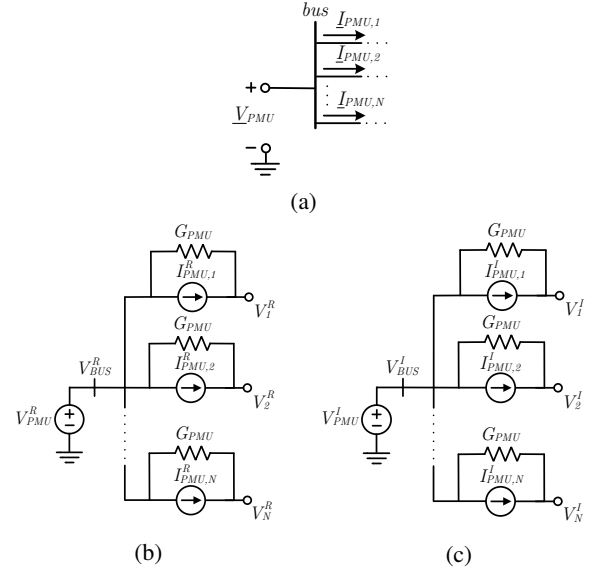 bus
I_PMU,1
I_PMU,2
+
V_PMU
I_PMU,N
−
(a)
G_PMU
I^R_PMU,1
V^R_1
G_PMU
V^R_BUS
I^R_PMU,2
V^R_2
V^R_PMU
+
−
G_PMU
I^R_PMU,N
V^R_N
(b)
G_PMU
I^I_PMU,1
V^I_1
G_PMU
V^I_BUS
I^I_PMU,2
V^I_2
V^I_PMU
+
−
G_PMU
I^I_PMU,N
V^I_N
(c)